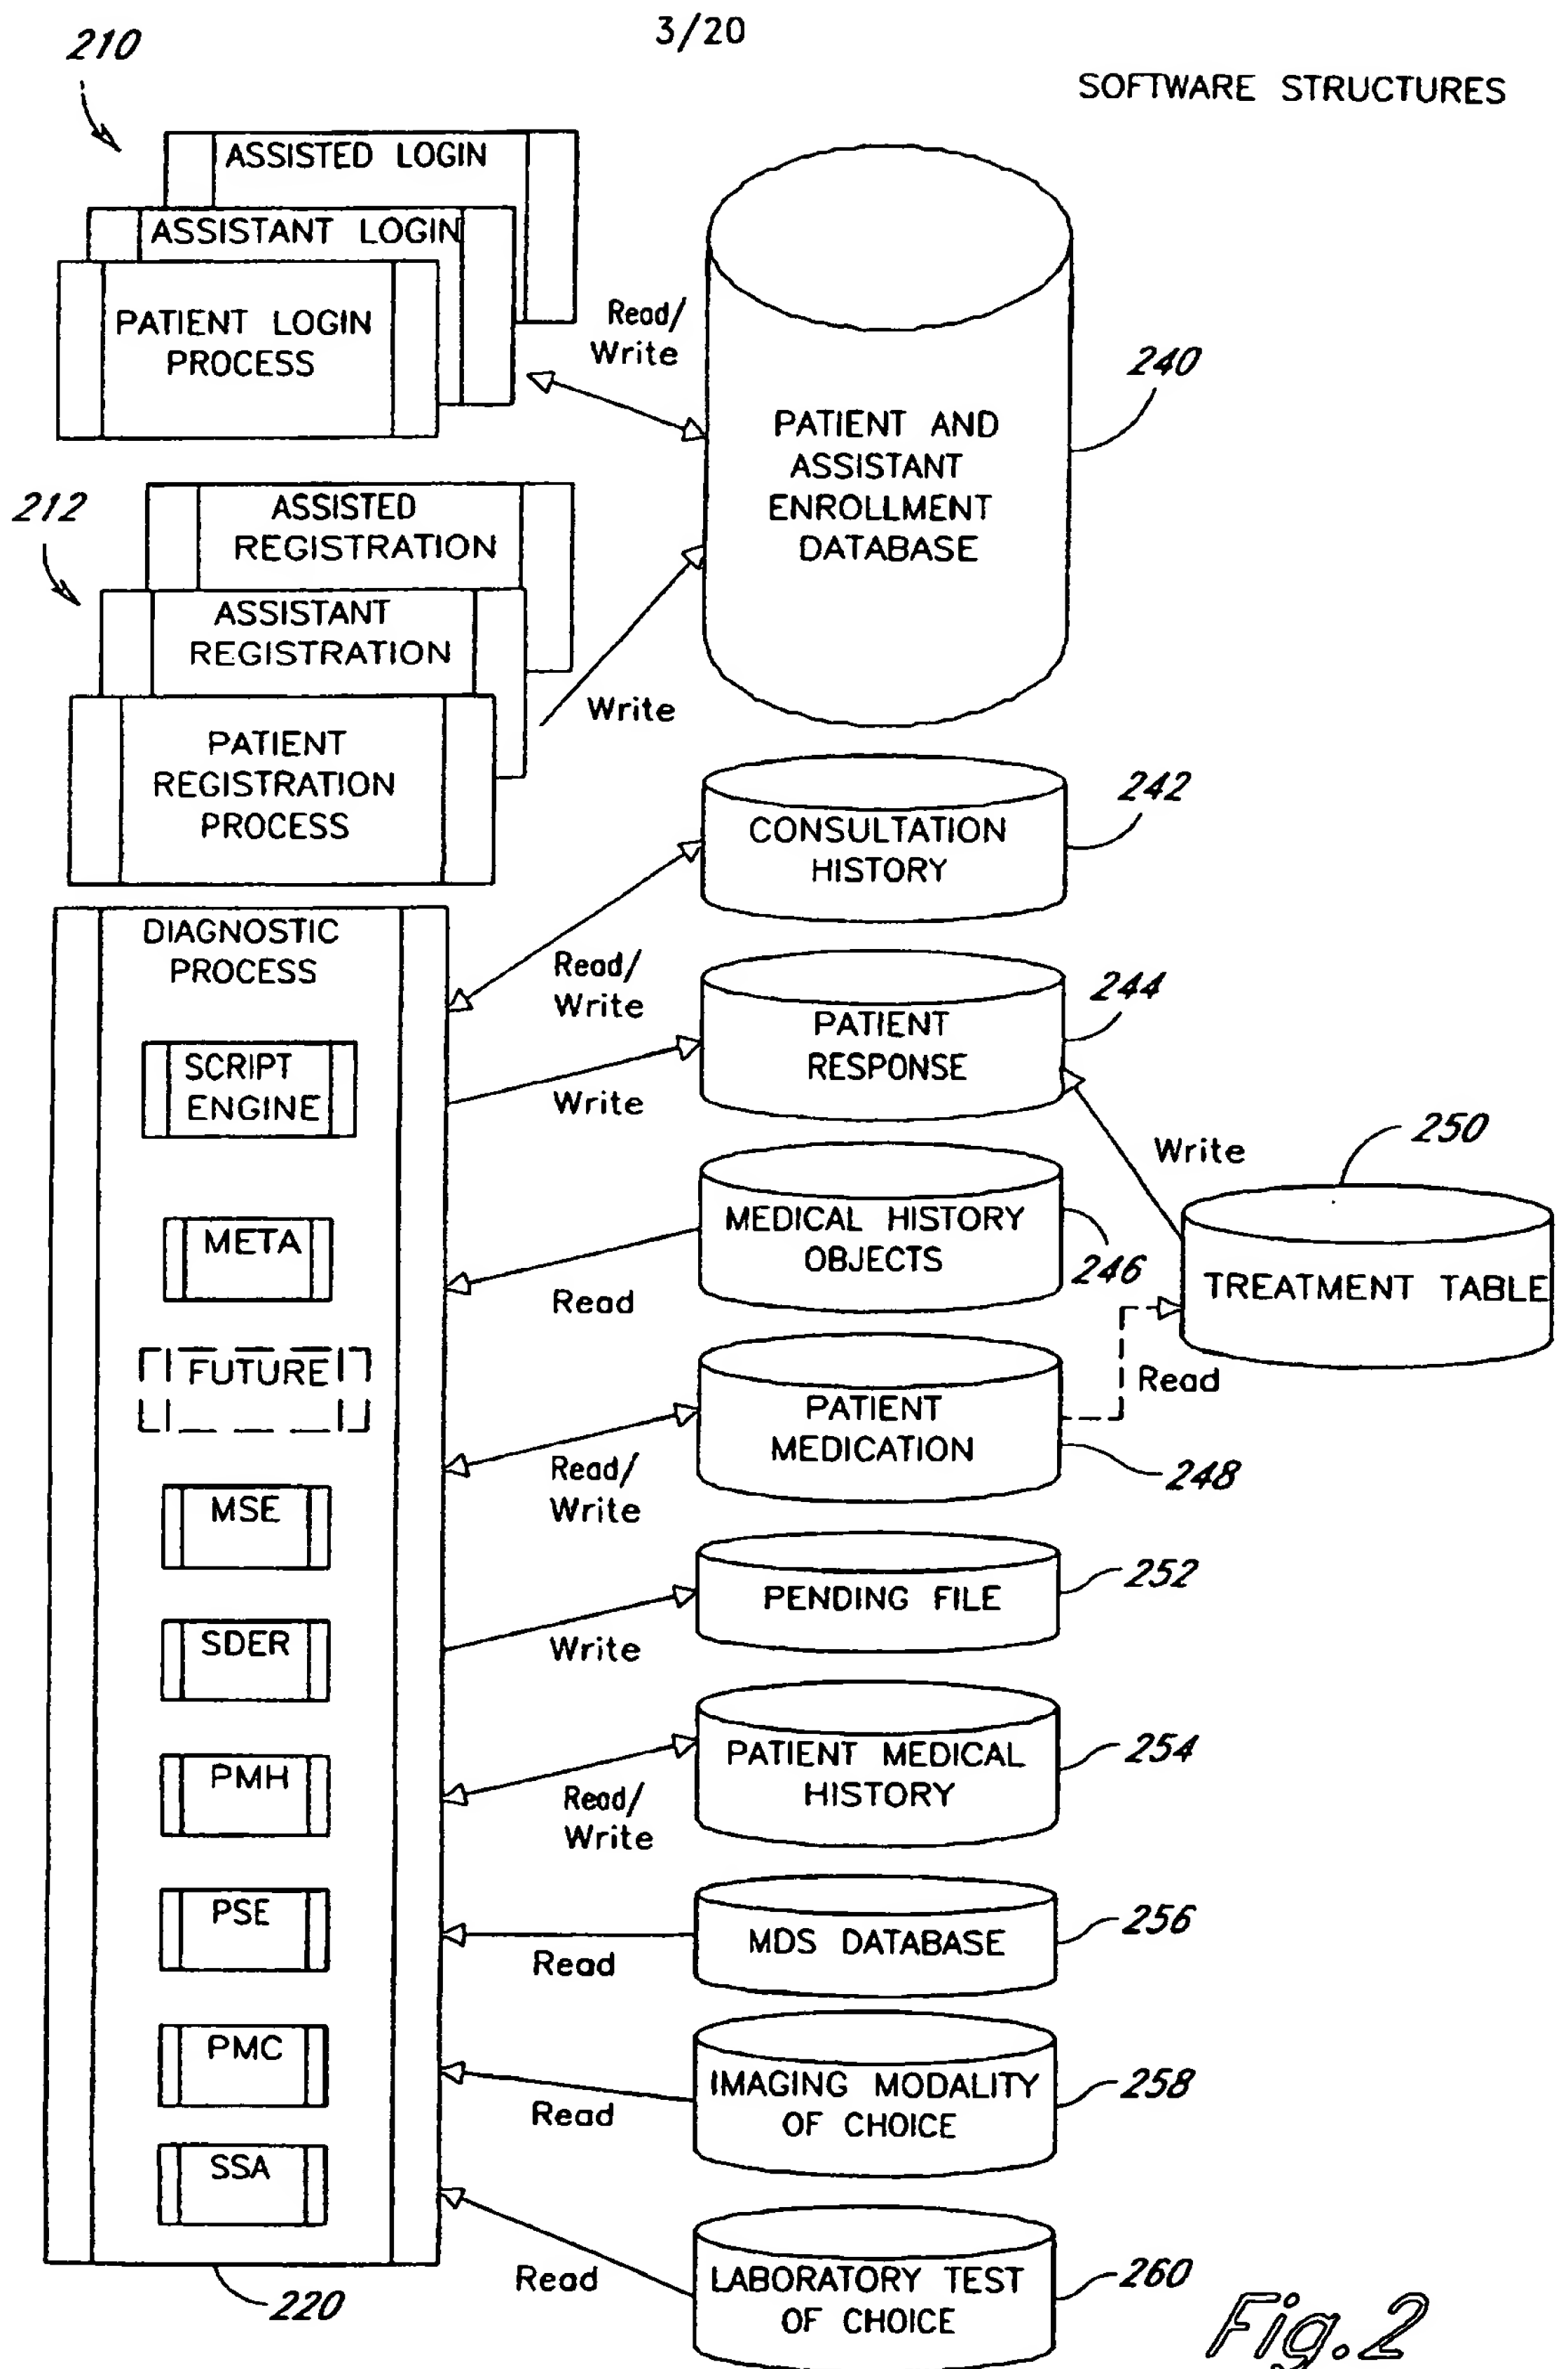 3/20
SOFTWARE STRUCTURES
210
ASSISTED LOGIN
ASSISTANT LOGIN
PATIENT LOGIN
PROCESS
Read/
Write
PATIENT AND
ASSISTANT
ENROLLMENT
DATABASE
240
212
ASSISTED
REGISTRATION
ASSISTANT
REGISTRATION
PATIENT
REGISTRATION
PROCESS
Write
CONSULTATION
HISTORY
242
DIAGNOSTIC
PROCESS
Read/
Write
SCRIPT
ENGINE
Write
PATIENT
RESPONSE
244
Write
250
TREATMENT TABLE
META
Read
MEDICAL HISTORY
OBJECTS
246
FUTURE
Read/
Write
PATIENT
MEDICATION
Read
248
MSE
SDER
Write
PENDING FILE
252
PMH
Read/
Write
PATIENT MEDICAL
HISTORY
254
PSE
Read
MDS DATABASE
256
PMC
Read
IMAGING MODALITY
OF CHOICE
258
SSA
Read
LABORATORY TEST
OF CHOICE
260
220
Fig.2